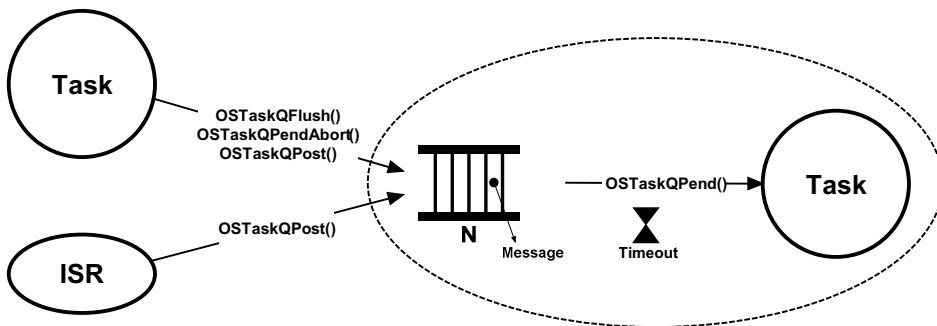 Task
OSTaskQFlush()
OSTaskQPendAbort()
OSTaskQPost()
OSTaskQPost()
ISR
N
Message
OSTaskQPend()
Timeout
Task